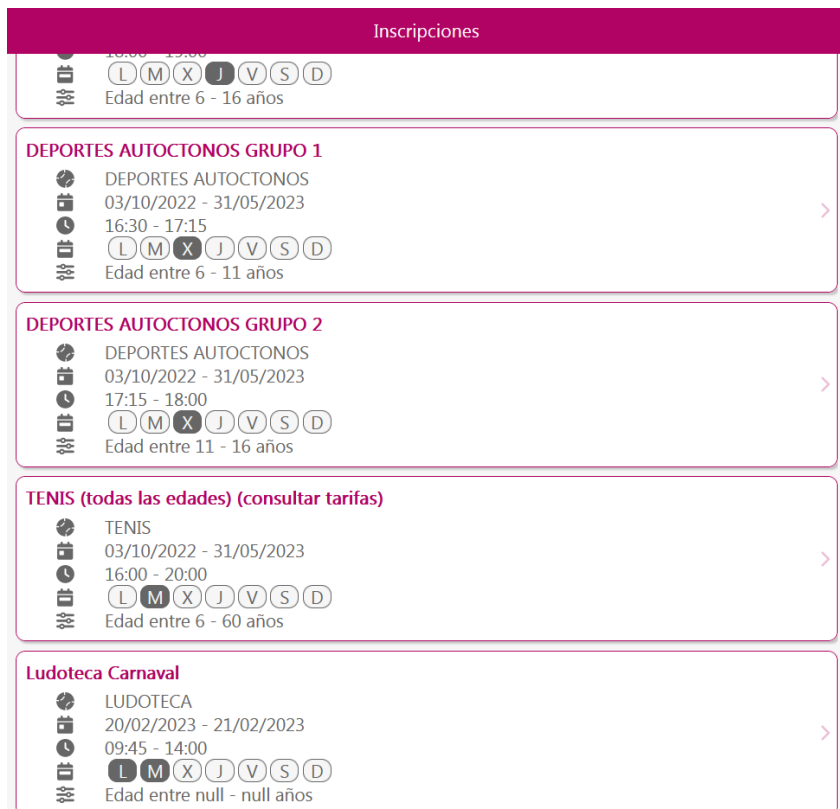 Inscripciones
L M X J V S D
Edad entre 6 - 16 años
DEPORTES AUTOCTONOS GRUPO 1
DEPORTES AUTOCTONOS
03/10/2022 - 31/05/2023
16:30 - 17:15
L M X J V S D
Edad entre 6 - 11 años
DEPORTES AUTOCTONOS GRUPO 2
DEPORTES AUTOCTONOS
03/10/2022 - 31/05/2023
17:15 - 18:00
L M X J V S D
Edad entre 11 - 16 años
TENIS (todas las edades) (consultar tarifas)
TENIS
03/10/2022 - 31/05/2023
16:00 - 20:00
L M X J V S D
Edad entre 6 - 60 años
Ludoteca Carnaval
LUDOTECA
20/02/2023 - 21/02/2023
09:45 - 14:00
L M X J V S D
Edad entre null - null años